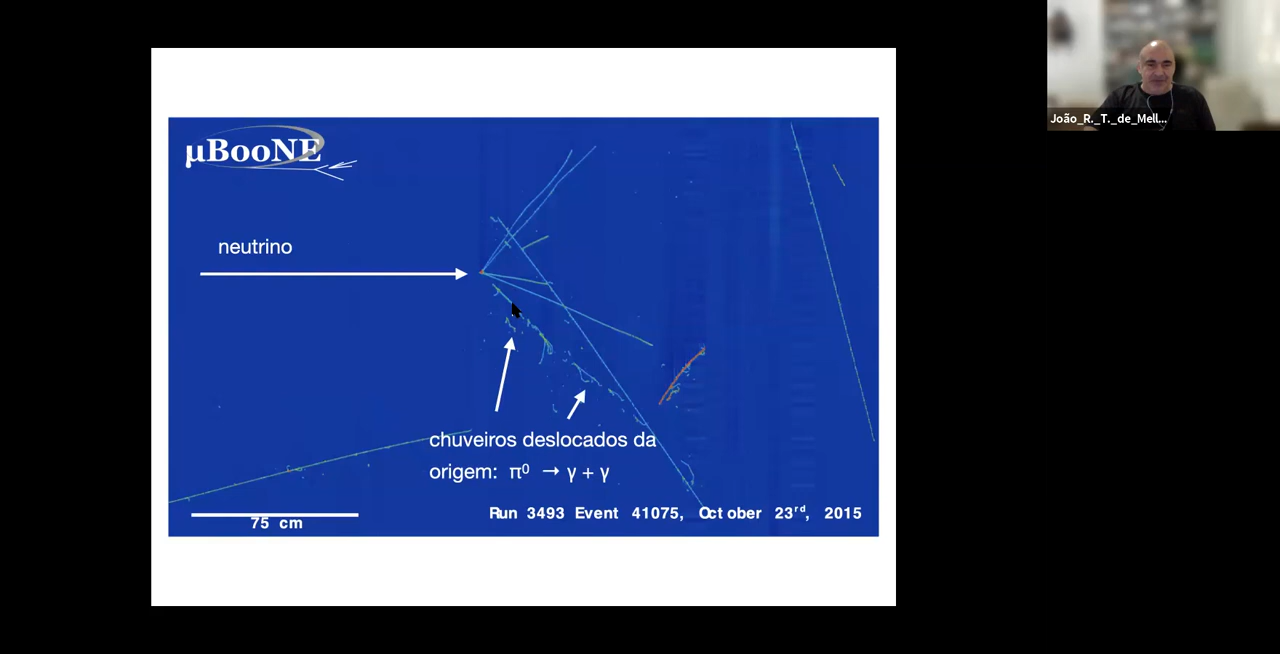 µBooNE
João_R._T._de_Mell...
neutrino
chuveiros deslocados da
origem: π⁰ → γ + γ
Run 3493 Event 41075, October 23ʳᵈ, 2015
75 cm